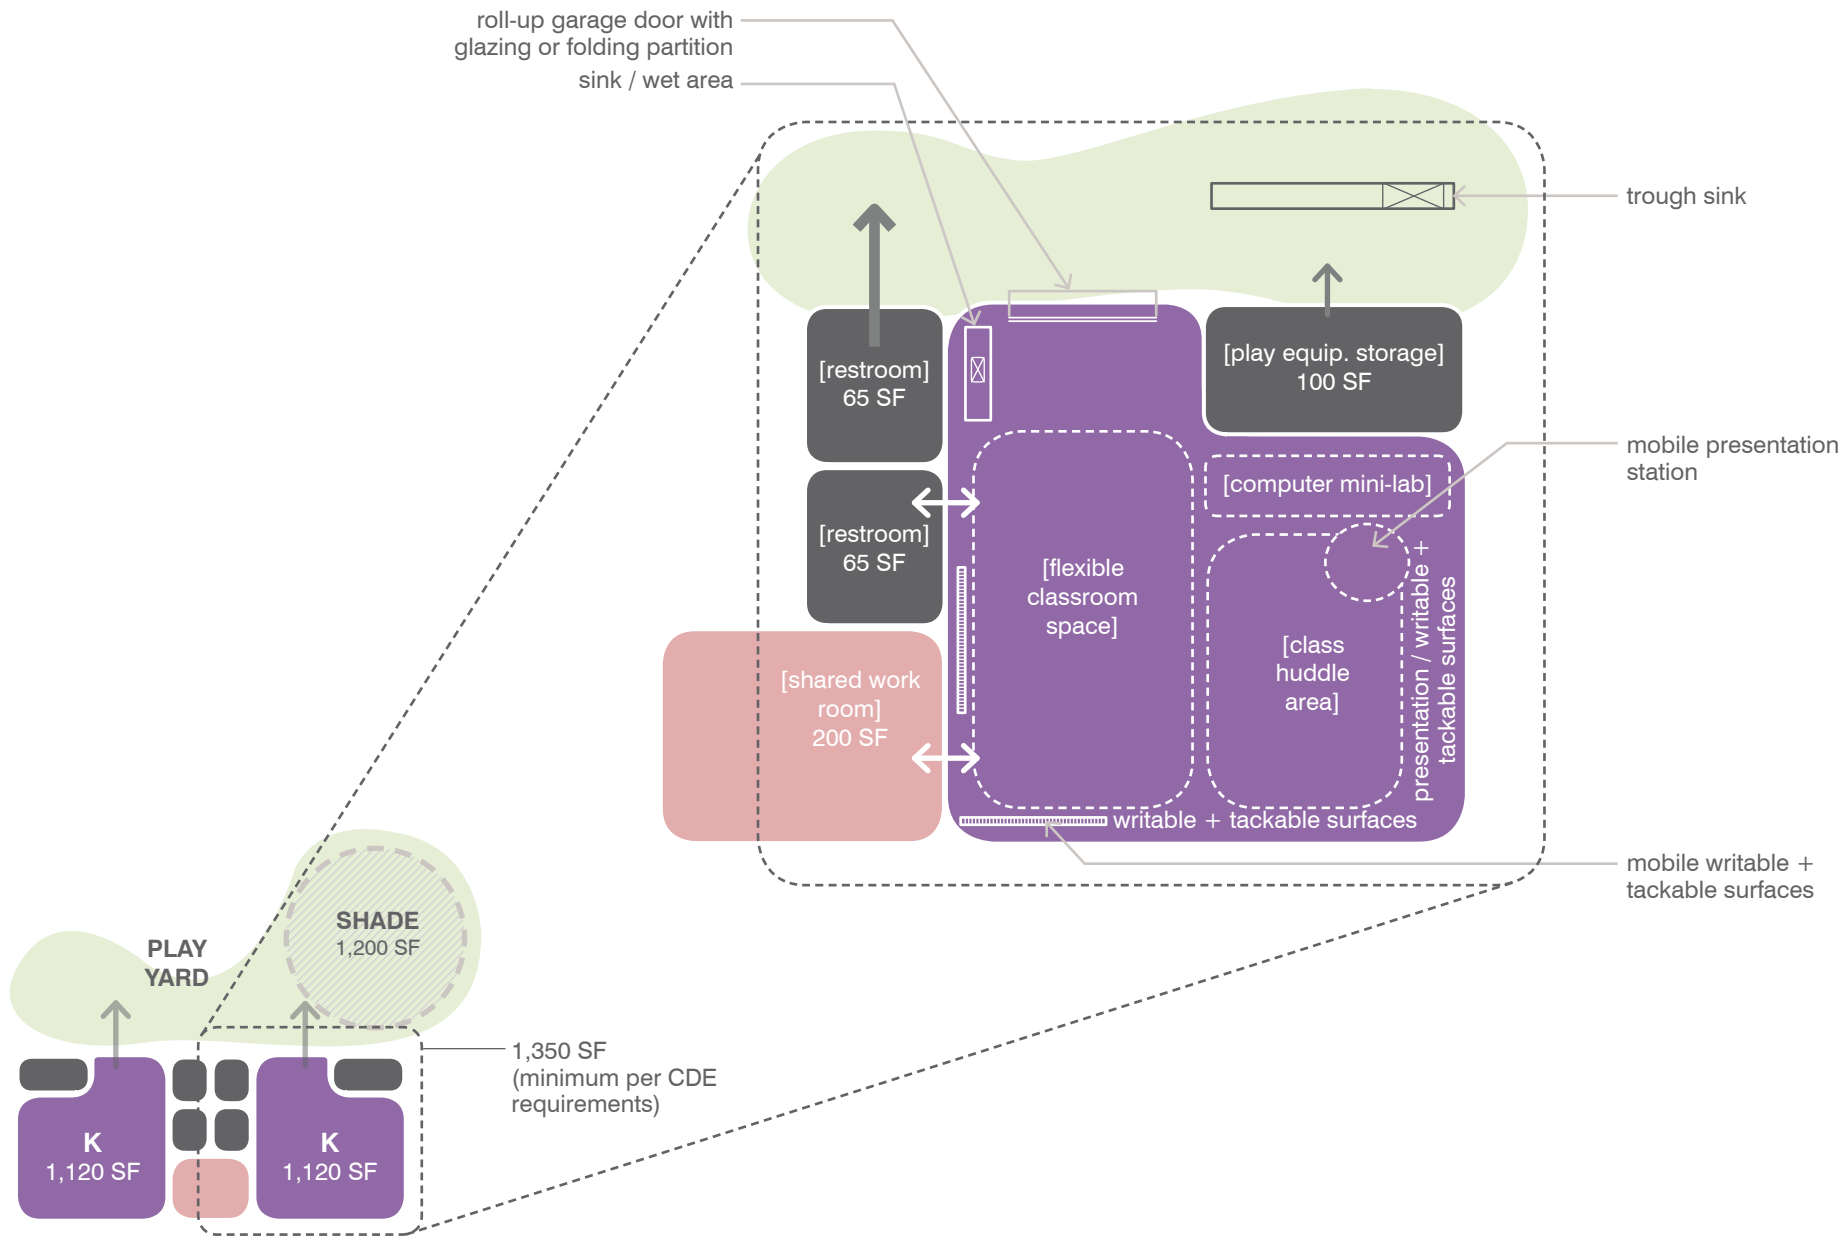 roll-up garage door with
glazing or folding partition
sink / wet area
trough sink
[restroom]
65 SF
[play equip. storage]
100 SF
mobile presentation
station
[computer mini-lab]
[restroom]
65 SF
[flexible
classroom
space]
[class
huddle
area]
presentation / writable +
tackable surfaces
[shared work
room]
200 SF
writable + tackable surfaces
mobile writable +
tackable surfaces
SHADE
1,200 SF
PLAY
YARD
1,350 SF
(minimum per CDE
requirements)
K
1,120 SF
K
1,120 SF